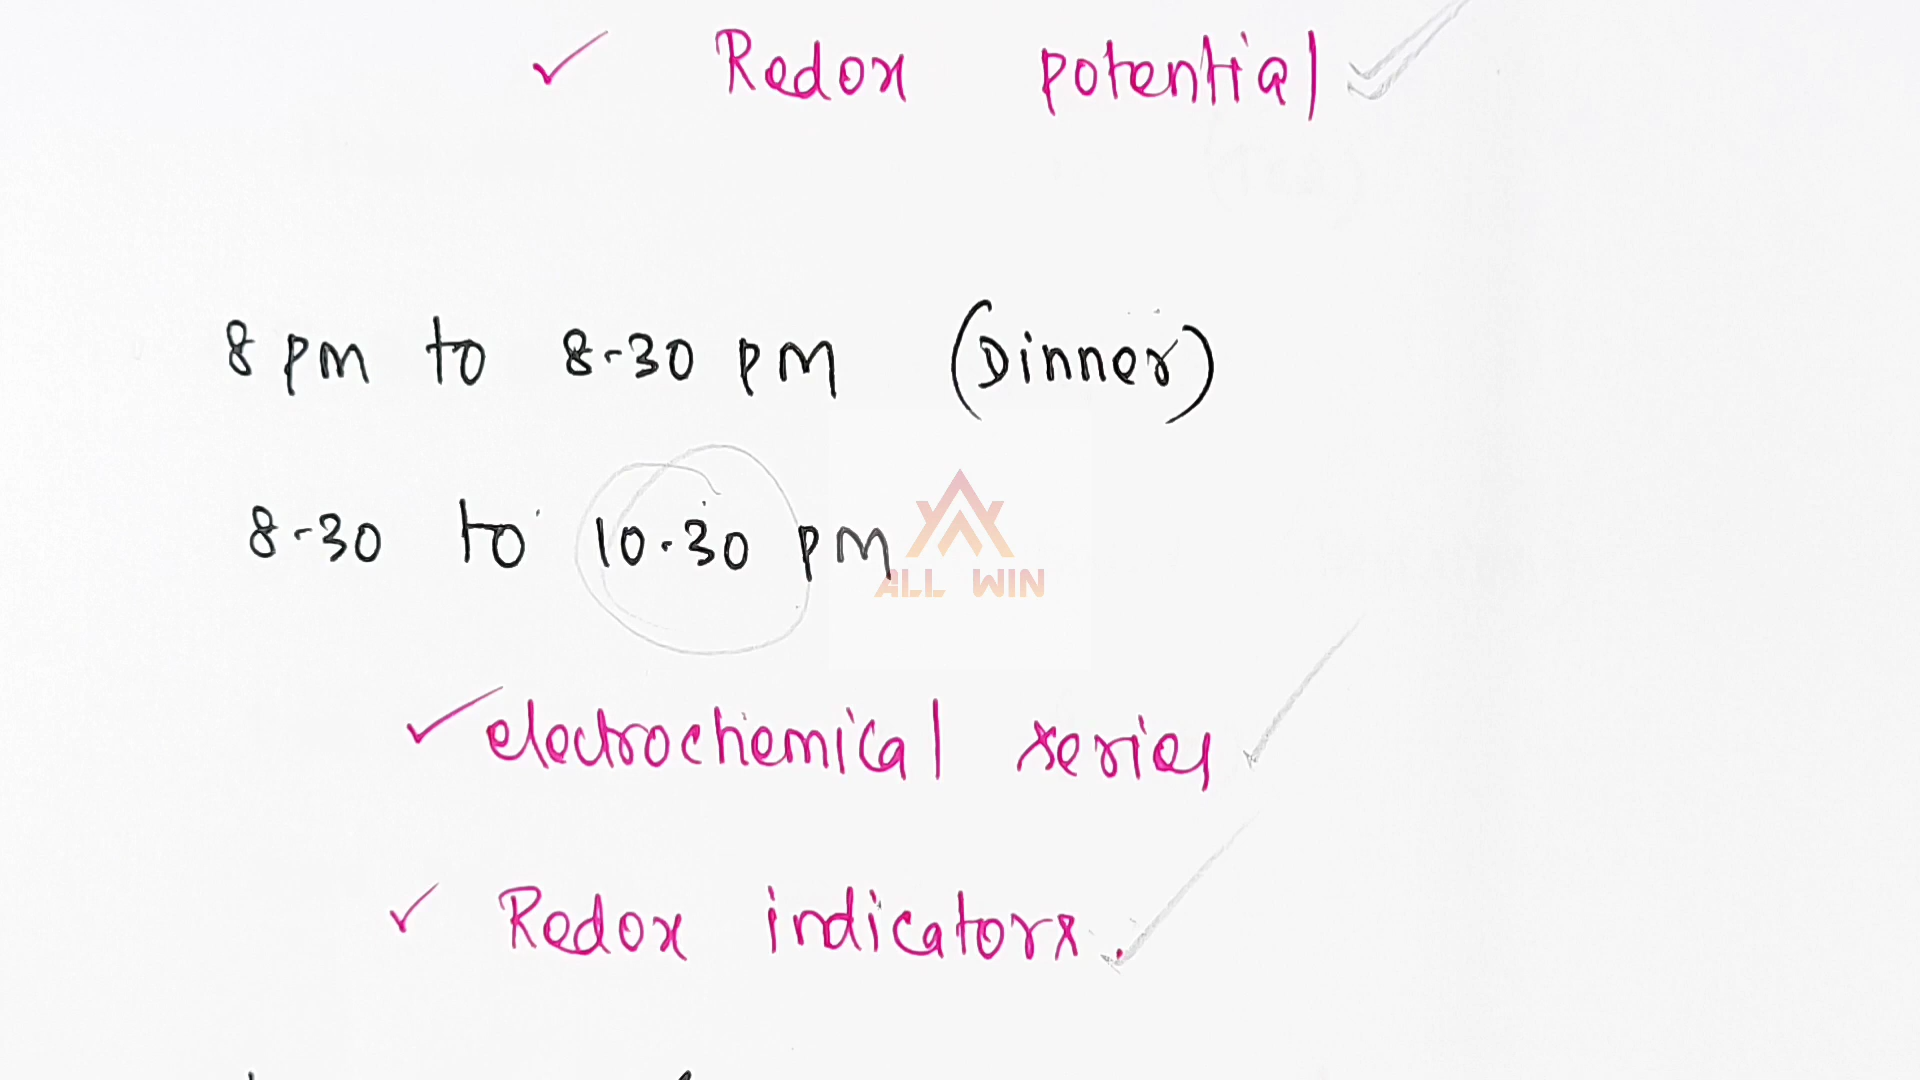 ✓ Redox potential ✓
8 pm to 8-30 pm (Dinner)
8-30 to 10.30 pm
ALL WIN
✓ electrochemical series ✓
✓ Redox indicators. ✓